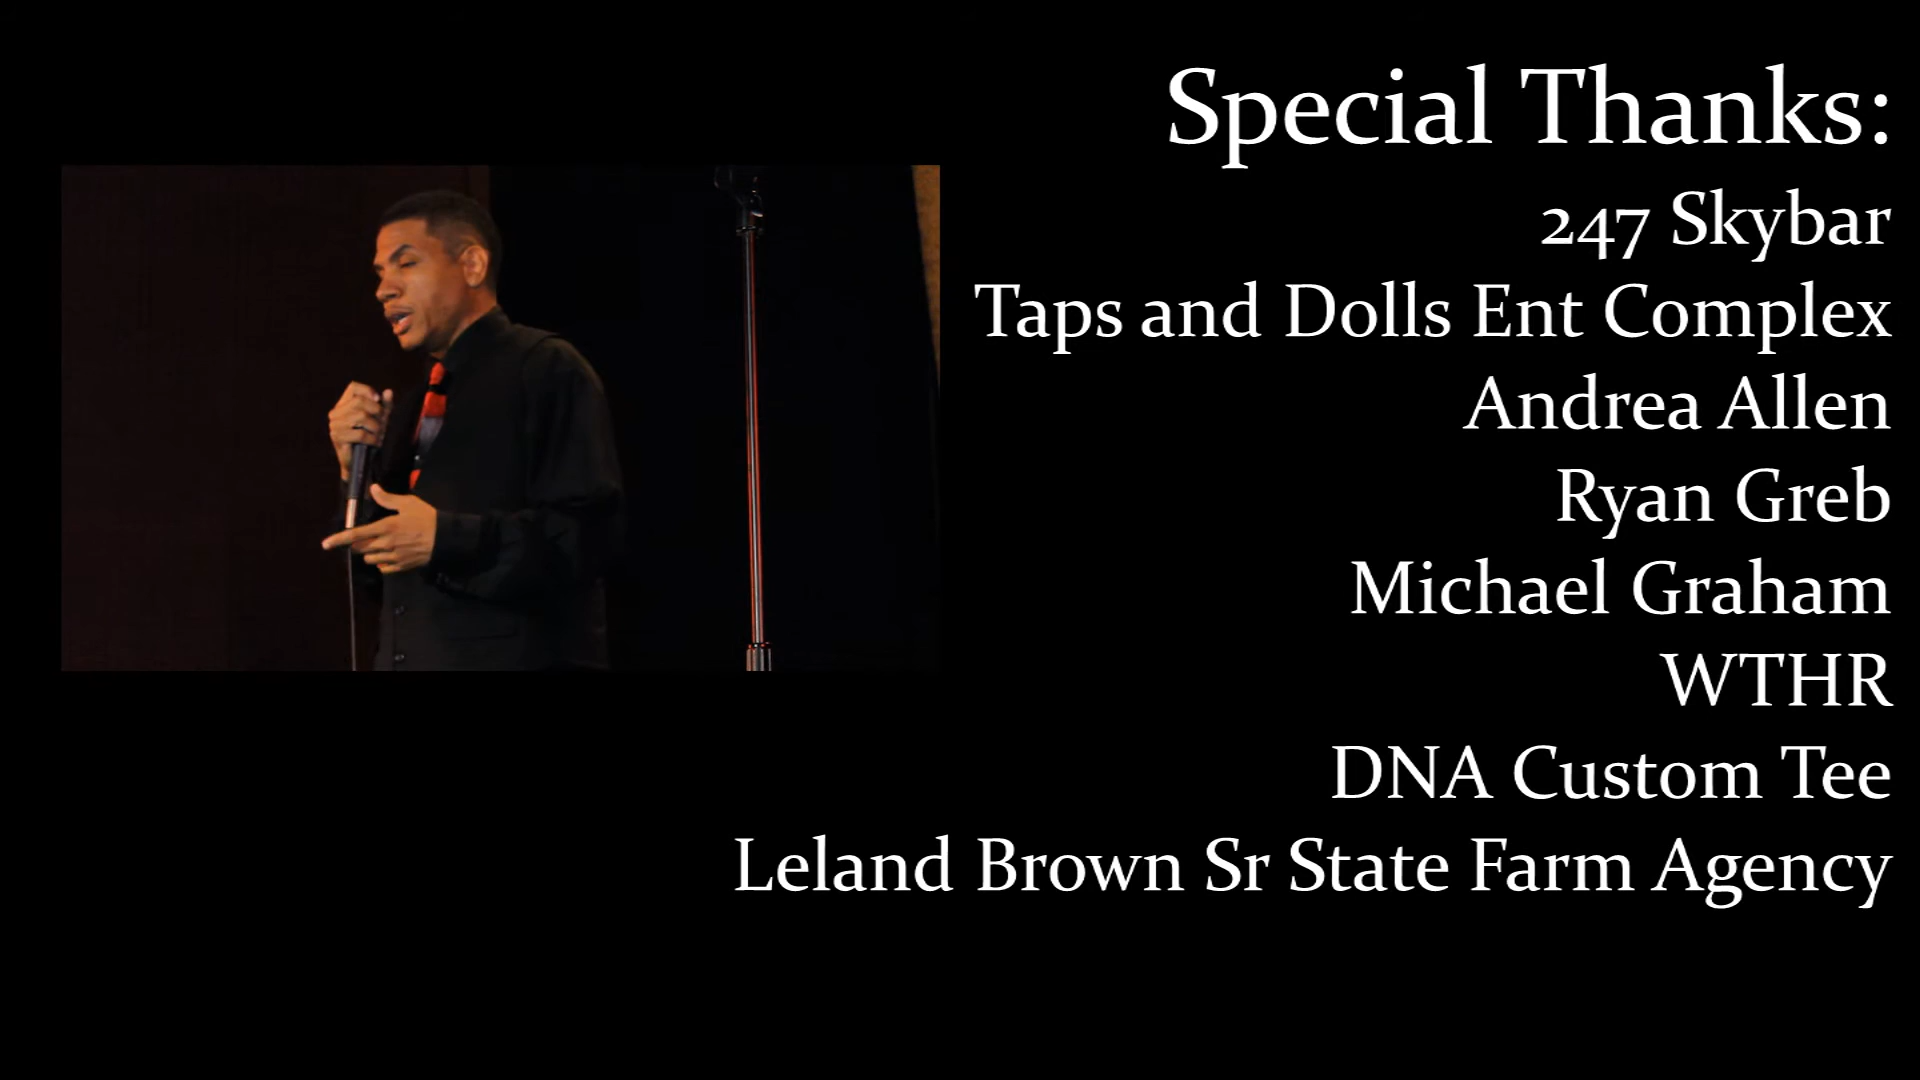 Special Thanks:
247 Skybar
Taps and Dolls Ent Complex
Andrea Allen
Ryan Greb
Michael Graham
WTHR
DNA Custom Tee
Leland Brown Sr State Farm Agency